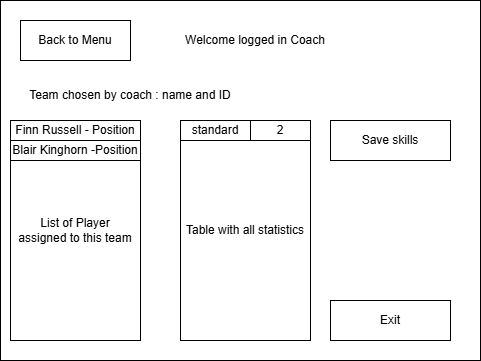 Back to Menu
Welcome logged in Coach
Team chosen by coach : name and ID
Finn Russell - Position
Blair Kinghorn -Position
List of Player
assigned to this team
standard
2
Table with all statistics
Save skills
Exit